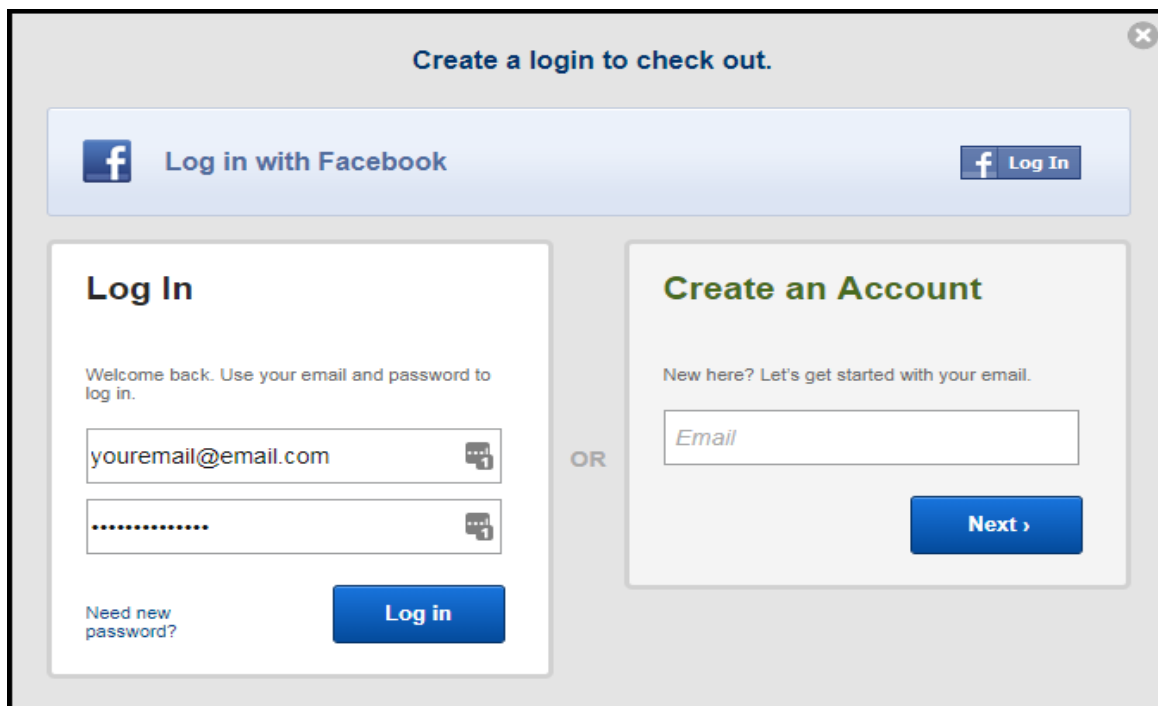 Create a login to check out.
Log in with Facebook
Log In
Log In
Welcome back. Use your email and password to
log in.
youremail@email.com
••••••••••••••
Need new
password?
Log in
OR
Create an Account
New here? Let's get started with your email.
Email
Next ›